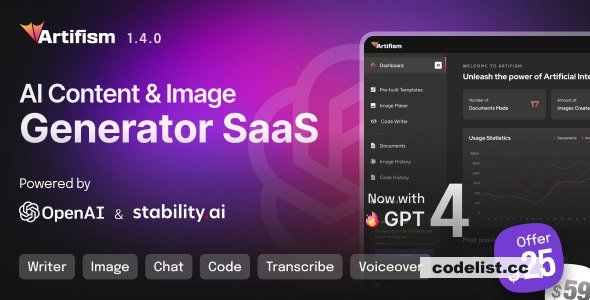 Artifism 1.4.0
AI Content & Image
Generator SaaS
Powered by
OpenAI & stability.ai
Writer
Image
Chat
Code
Transcribe
Voiceover
Artifism
Dashboard
Pre-built Templates
Image Maker
Code Writer
Documents
Image History
Code History
WELCOME TO ARTIFISM
Unleash the power of Artificial Inte
Number of
Documents Made
17
Amount of
Images Create
Usage Statistics
Documents
Now with
GPT 4
Most popu
Offer
$25
$59
codelist.cc